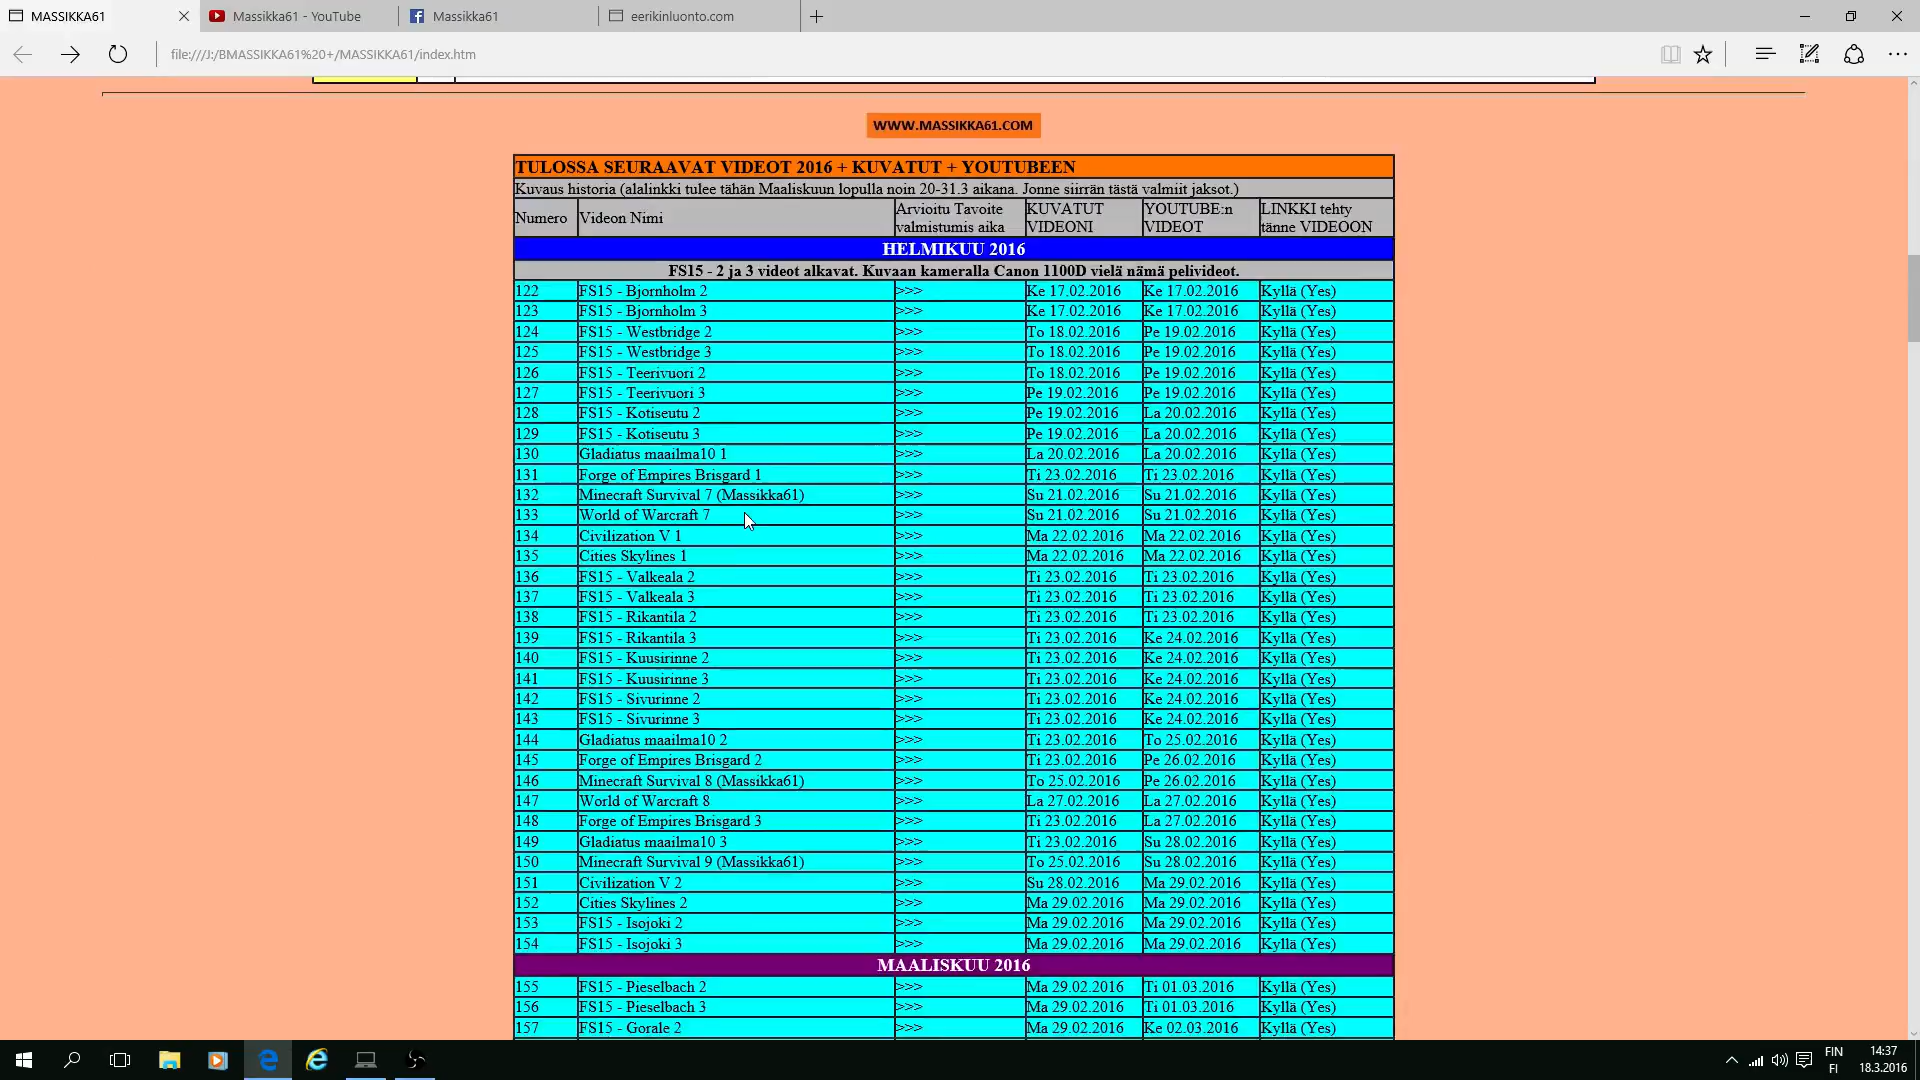 MASSIKKA61
Massikka61 - YouTube
Massikka61
eerikinluonto.com
file:///J:/BMASSIKKA61%20+/MASSIKKA61/index.htm
WWW.MASSIKKA61.COM
TULOSSA SEURAAVAT VIDEOT 2016 + KUVATUT + YOUTUBEEN
Kuvaus historia (alalinkki tulee tähän Maaliskuun lopulla noin 20-31.3 aikana. Jonne siirrän tästä valmiit jaksot.)
Numero Videon Nimi Arvioitu Tavoite valmistumis aika KUVATUT VIDEONI YOUTUBE:n VIDEOT LINKKI tehty tänne VIDEOON
HELMIKUU 2016
FS15 - 2 ja 3 videot alkavat. Kuvaan kameralla Canon 1100D vielä nämä pelivideot.
122 FS15 - Bjornholm 2 >>> Ke 17.02.2016 Ke 17.02.2016 Kyllä (Yes)
123 FS15 - Bjornholm 3 >>> Ke 17.02.2016 Ke 17.02.2016 Kyllä (Yes)
124 FS15 - Westbridge 2 >>> To 18.02.2016 Pe 19.02.2016 Kyllä (Yes)
125 FS15 - Westbridge 3 >>> To 18.02.2016 Pe 19.02.2016 Kyllä (Yes)
126 FS15 - Teerivuori 2 >>> To 18.02.2016 Pe 19.02.2016 Kyllä (Yes)
127 FS15 - Teerivuori 3 >>> Pe 19.02.2016 Pe 19.02.2016 Kyllä (Yes)
128 FS15 - Kotiseutu 2 >>> Pe 19.02.2016 La 20.02.2016 Kyllä (Yes)
129 FS15 - Kotiseutu 3 >>> Pe 19.02.2016 La 20.02.2016 Kyllä (Yes)
130 Gladiatus maailma10 1 >>> La 20.02.2016 La 20.02.2016 Kyllä (Yes)
131 Forge of Empires Brisgard 1 >>> Ti 23.02.2016 Ti 23.02.2016 Kyllä (Yes)
132 Minecraft Survival 7 (Massikka61) >>> Su 21.02.2016 Su 21.02.2016 Kyllä (Yes)
133 World of Warcraft 7 >>> Su 21.02.2016 Su 21.02.2016 Kyllä (Yes)
134 Civilization V 1 >>> Ma 22.02.2016 Ma 22.02.2016 Kyllä (Yes)
135 Cities Skylines 1 >>> Ma 22.02.2016 Ma 22.02.2016 Kyllä (Yes)
136 FS15 - Valkeala 2 >>> Ti 23.02.2016 Ti 23.02.2016 Kyllä (Yes)
137 FS15 - Valkeala 3 >>> Ti 23.02.2016 Ti 23.02.2016 Kyllä (Yes)
138 FS15 - Rikantila 2 >>> Ti 23.02.2016 Ti 23.02.2016 Kyllä (Yes)
139 FS15 - Rikantila 3 >>> Ti 23.02.2016 Ke 24.02.2016 Kyllä (Yes)
140 FS15 - Kuusirinne 2 >>> Ti 23.02.2016 Ke 24.02.2016 Kyllä (Yes)
141 FS15 - Kuusirinne 3 >>> Ti 23.02.2016 Ke 24.02.2016 Kyllä (Yes)
142 FS15 - Sivurinne 2 >>> Ti 23.02.2016 Ke 24.02.2016 Kyllä (Yes)
143 FS15 - Sivurinne 3 >>> Ti 23.02.2016 Ke 24.02.2016 Kyllä (Yes)
144 Gladiatus maailma10 2 >>> Ti 23.02.2016 To 25.02.2016 Kyllä (Yes)
145 Forge of Empires Brisgard 2 >>> Ti 23.02.2016 Pe 26.02.2016 Kyllä (Yes)
146 Minecraft Survival 8 (Massikka61) >>> To 25.02.2016 Pe 26.02.2016 Kyllä (Yes)
147 World of Warcraft 8 >>> La 27.02.2016 La 27.02.2016 Kyllä (Yes)
148 Forge of Empires Brisgard 3 >>> Ti 23.02.2016 La 27.02.2016 Kyllä (Yes)
149 Gladiatus maailma10 3 >>> Ti 23.02.2016 Su 28.02.2016 Kyllä (Yes)
150 Minecraft Survival 9 (Massikka61) >>> To 25.02.2016 Su 28.02.2016 Kyllä (Yes)
151 Civilization V 2 >>> Su 28.02.2016 Ma 29.02.2016 Kyllä (Yes)
152 Cities Skylines 2 >>> Ma 29.02.2016 Ma 29.02.2016 Kyllä (Yes)
153 FS15 - Isojoki 2 >>> Ma 29.02.2016 Ma 29.02.2016 Kyllä (Yes)
154 FS15 - Isojoki 3 >>> Ma 29.02.2016 Ma 29.02.2016 Kyllä (Yes)
MAALISKUU 2016
155 FS15 - Pieselbach 2 >>> Ma 29.02.2016 Ti 01.03.2016 Kyllä (Yes)
156 FS15 - Pieselbach 3 >>> Ma 29.02.2016 Ti 01.03.2016 Kyllä (Yes)
157 FS15 - Gorale 2 >>> Ma 29.02.2016 Ke 02.03.2016 Kyllä (Yes)
FIN
FI
14:37
18.3.2016